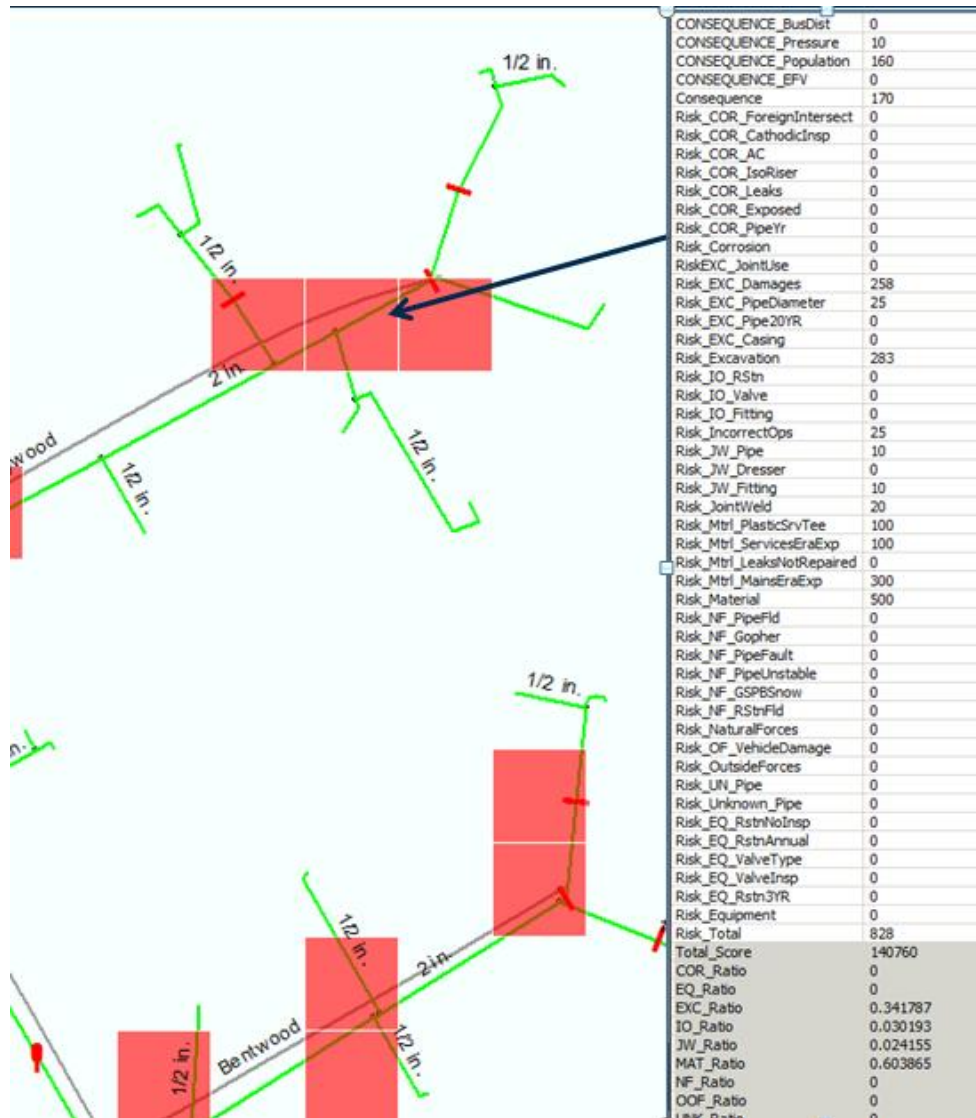 1/2 in.
1/2 in.
2 in.
wood
1/2 in.
1/2 in.
1/2 in.
n.
1/2 in.
2 in.
1/2 in.
Bentwood
1/2 in.
1/2 in.
CONSEQUENCE_BusDist 0
CONSEQUENCE_Pressure 10
CONSEQUENCE_Population 160
CONSEQUENCE_EFV 0
Consequence 170
Risk_COR_ForeignIntersect 0
Risk_COR_CathodicInsp 0
Risk_COR_AC 0
Risk_COR_IsoRiser 0
Risk_COR_Leaks 0
Risk_COR_Exposed 0
Risk_COR_PipeYr 0
Risk_Corrosion 0
RiskEXC_JointUse 0
Risk_EXC_Damages 258
Risk_EXC_PipeDiameter 25
Risk_EXC_Pipe20YR 0
Risk_EXC_Casing 0
Risk_Excavation 283
Risk_IO_RStn 0
Risk_IO_Valve 0
Risk_IO_Fitting 0
Risk_IncorrectOps 25
Risk_JW_Pipe 10
Risk_JW_Dresser 0
Risk_JW_Fitting 10
Risk_JointWeld 20
Risk_Mtrl_PlasticSrvTee 100
Risk_Mtrl_ServicesEraExp 100
Risk_Mtrl_LeaksNotRepaired 0
Risk_Mtrl_MainsEraExp 300
Risk_Material 500
Risk_NF_PipeFld 0
Risk_NF_Gopher 0
Risk_NF_PipeFault 0
Risk_NF_PipeUnstable 0
Risk_NF_GSPBSnow 0
Risk_NF_RStnFld 0
Risk_NaturalForces 0
Risk_OF_VehicleDamage 0
Risk_OutsideForces 0
Risk_UN_Pipe 0
Risk_Unknown_Pipe 0
Risk_EQ_RstnNoInsp 0
Risk_EQ_RstnAnnual 0
Risk_EQ_ValveType 0
Risk_EQ_ValveInsp 0
Risk_EQ_Rstn3YR 0
Risk_Equipment 0
Risk_Total 828
Total_Score 140760
COR_Ratio 0
EQ_Ratio 0
EXC_Ratio 0.341787
IO_Ratio 0.030193
JW_Ratio 0.024155
MAT_Ratio 0.603865
NF_Ratio 0
OOF_Ratio 0